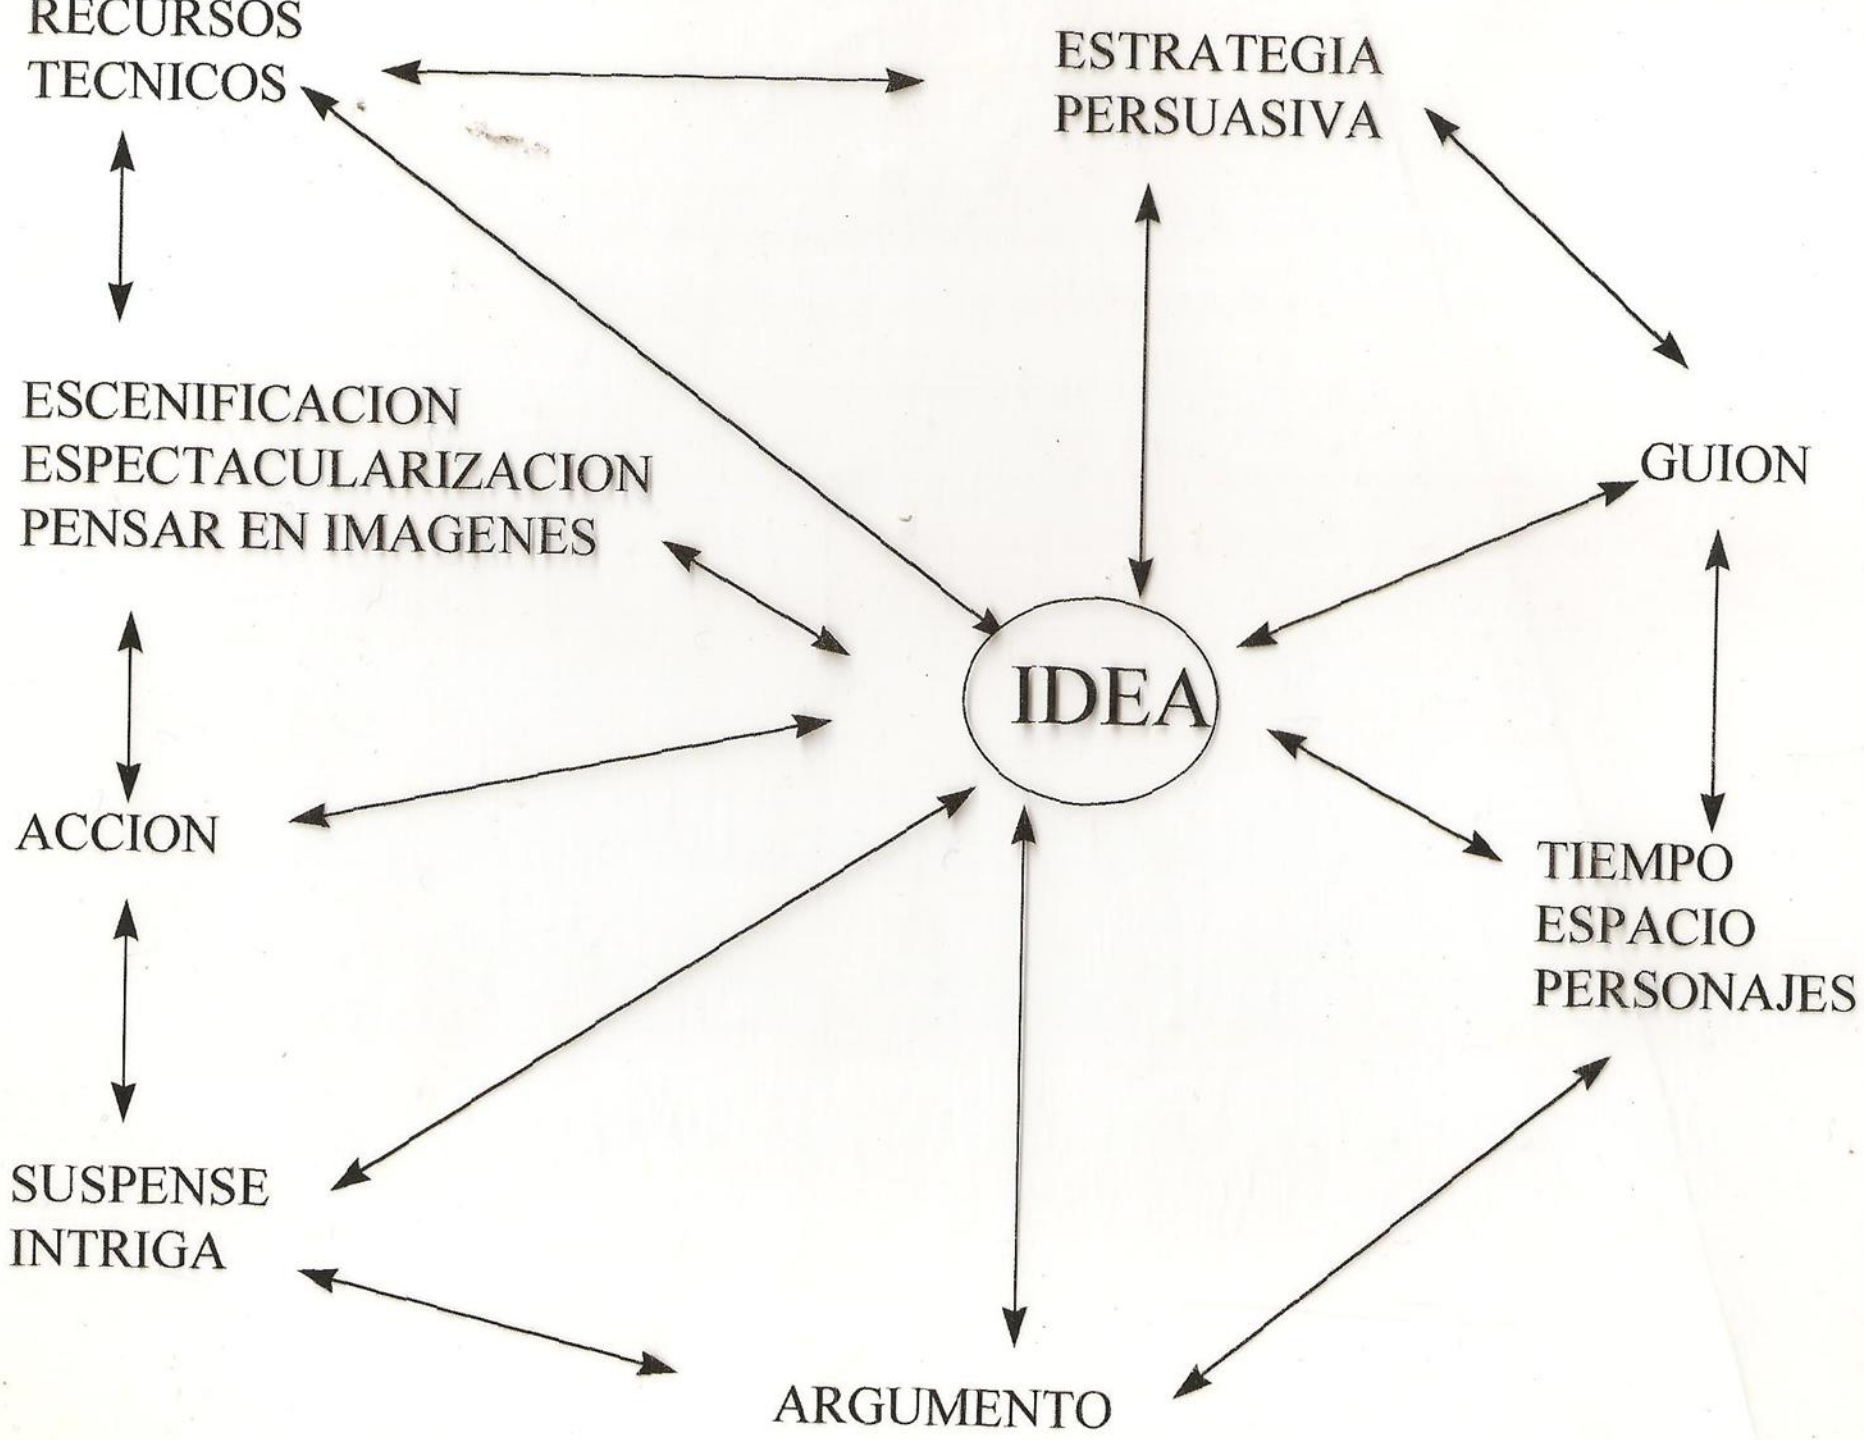 RECURSOS
TECNICOS
ESTRATEGIA
PERSUASIVA
ESCENIFICACION
ESPECTACULARIZACION
PENSAR EN IMAGENES
GUION
IDEA
ACCION
TIEMPO
ESPACIO
PERSONAJES
SUSPENSE
INTRIGA
ARGUMENTO